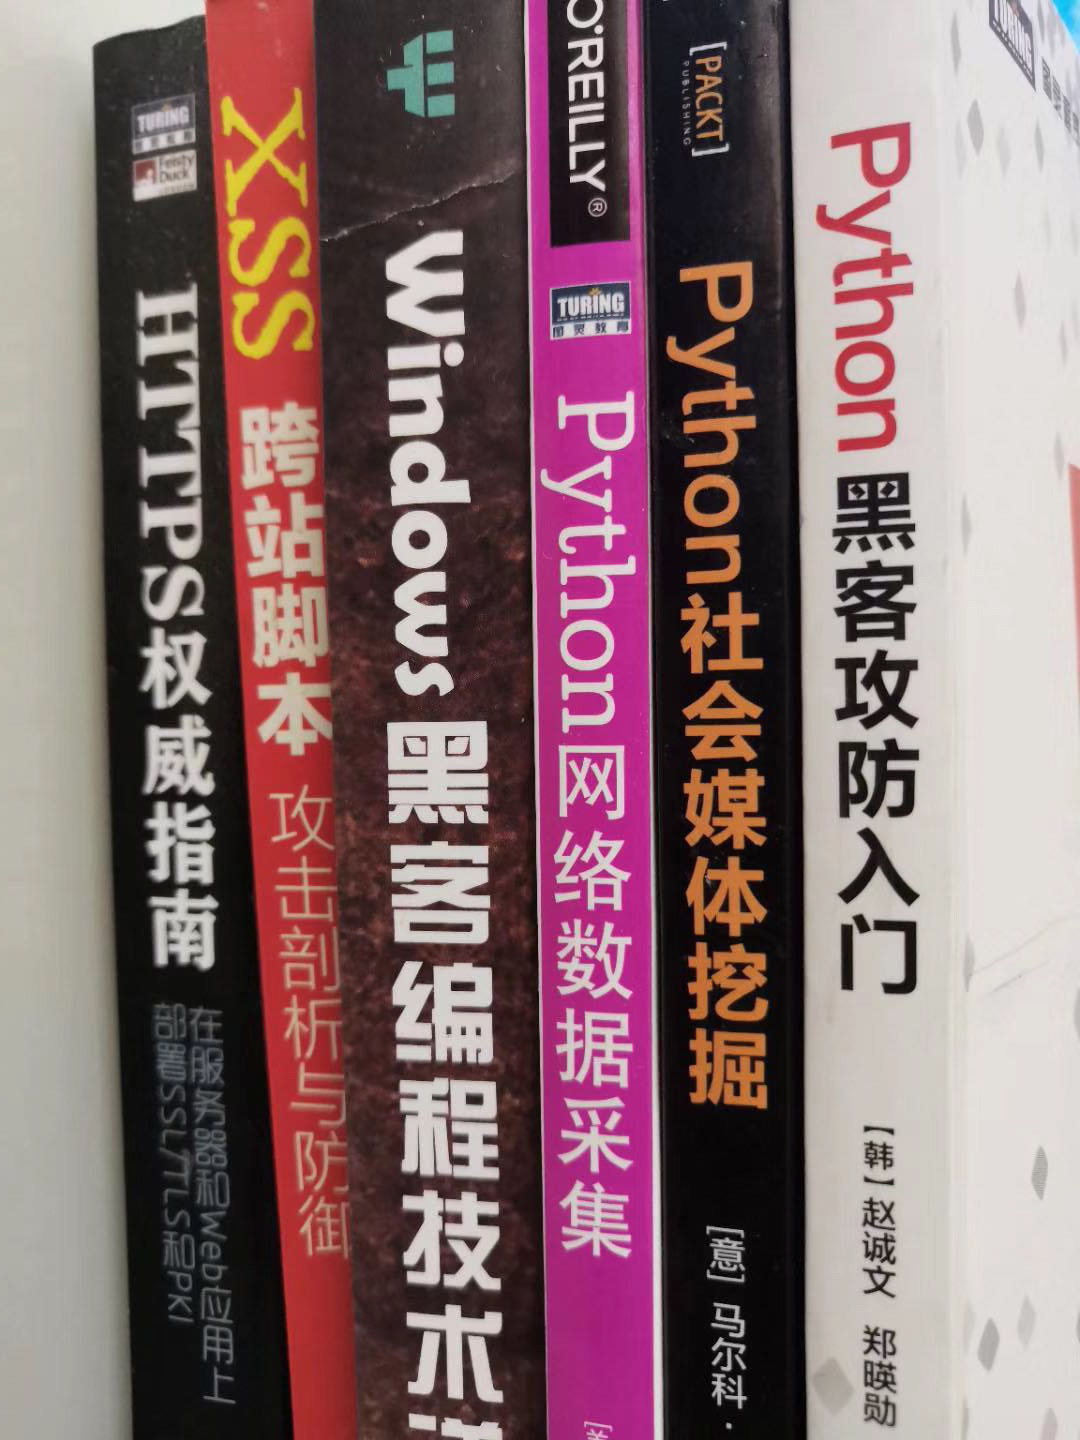 TURING
Feisty
Duck
HTTPS权威指南
在服务器和Web应用上
部署SSL/TLS和PKI
XSS 跨站脚本 攻击剖析与防御
Windows黑客编程技术
O'REILLY®
TURING
图灵教育
Python网络数据采集
[PACKT]
PUBLISHING
Python社会媒体挖掘
[意] 马尔科·
TURING
Python黑客攻防入门
【韩】赵诚文 郑暎勋